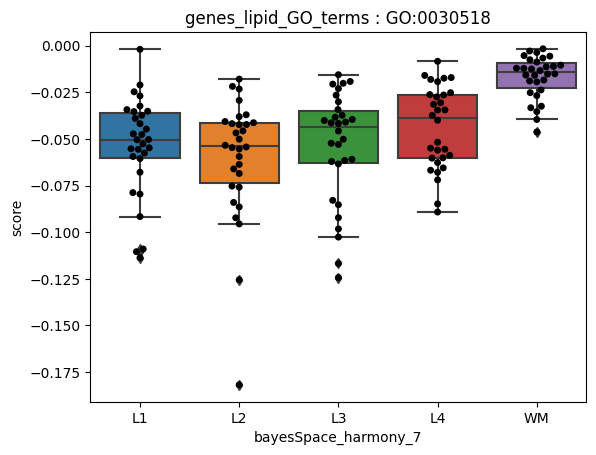 genes_lipid_GO_terms : GO:0030518
0.000
−0.025
−0.050
−0.075
−0.100
−0.125
−0.150
−0.175
score
L1 L2 L3 L4 WM
bayesSpace_harmony_7